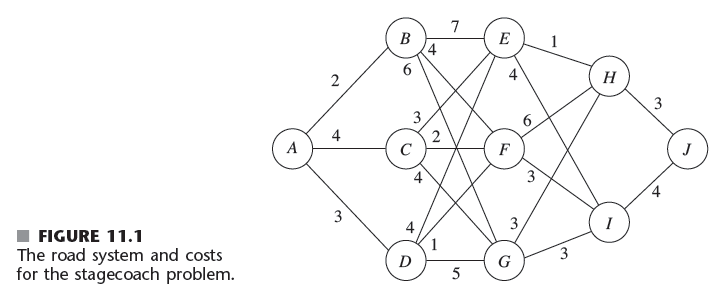 7
B
E
4
1
6
4
H
2
3
3
6
A
4
C
2
F
J
4
3
4
3
4
3
I
■ FIGURE 11.1
The road system and costs
for the stagecoach problem.
D
1
G
3
5